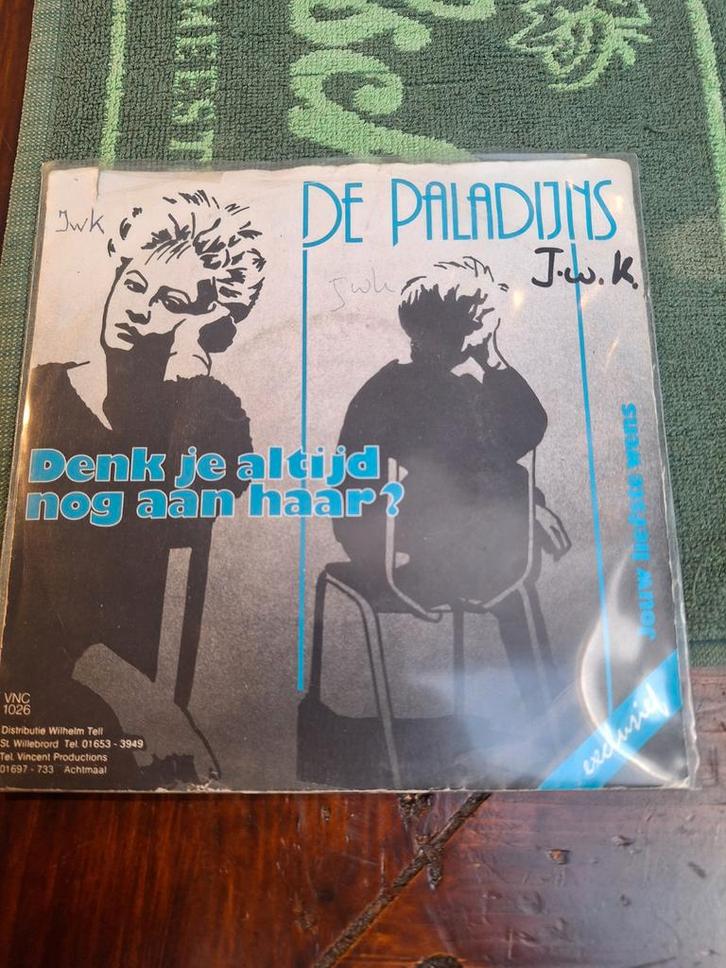 MEEST
DE PALADIJNS
Jwk
Jwk
J.w.K.
Denk je altijd
nog aan haar?
Jouw liefste wens
VNC
1026
Distributie Wilhelm Tell
St. Willebrord Tel. 01653 - 3949
Tel. Vincent Productions
01697 - 733 Achtmaal
exclusief